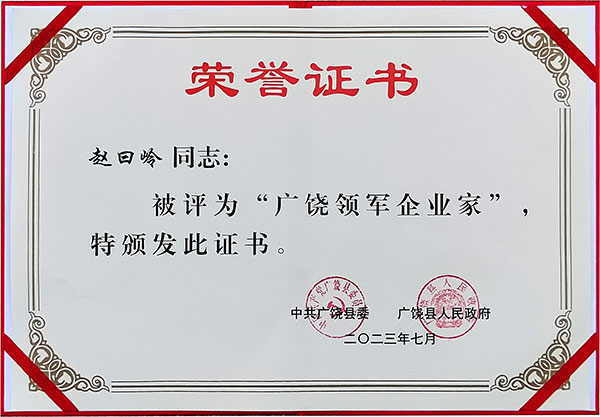 荣誉证书
赵曰岭 同志：
被评为“广饶领军企业家”，
特颁发此证书。
中共广饶县委 广饶县人民政府
二〇二三年七月